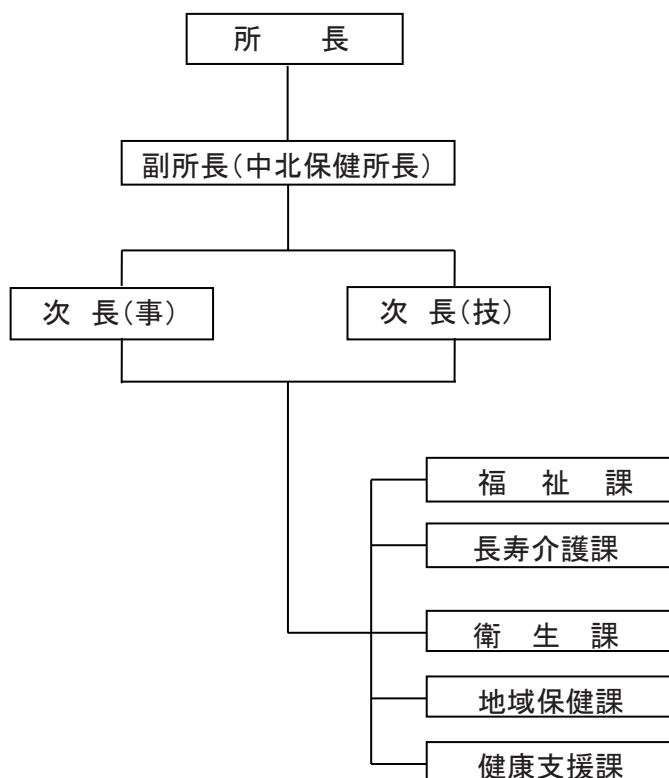 所　　長
副所長（中北保健所長）
次 長（事）
次 長（技）
福　祉　課
長寿介護課
衛　生　課
地域保健課
健康支援課